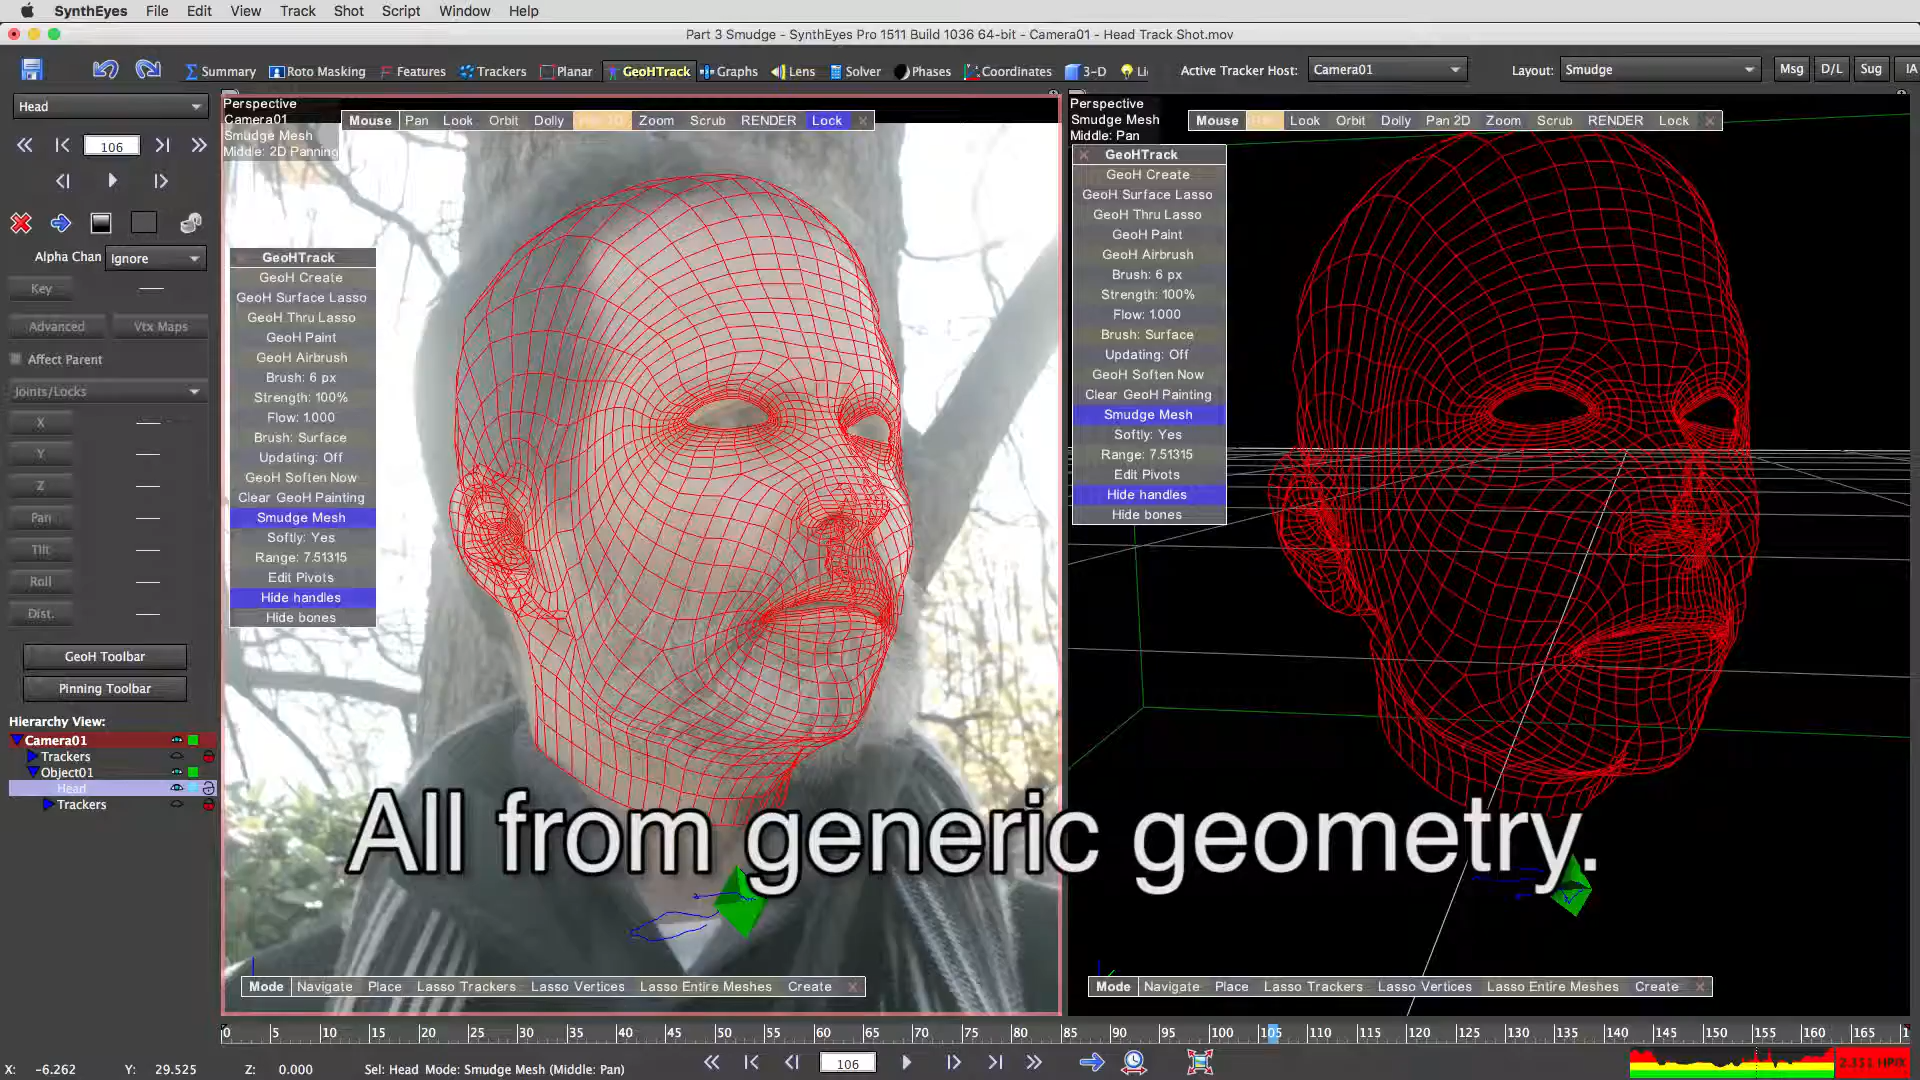 SynthEyes File Edit View Track Shot Script Window Help
Part 3 Smudge - SynthEyes Pro 1511 Build 1036 64-bit - Camera01 - Head Track Shot.mov
Summary Roto Masking Features Trackers Planar GeoHTrack Graphs Lens Solver Phases Coordinates 3-D Li Active Tracker Host: Camera01 Layout: Smudge Msg D/L Sug IA
Head
106
Alpha Chan Ignore
Key
Advanced Vtx Maps
Affect Parent
Joints/Locks
X
Y
Z
Pan
Tilt
Roll
Dist.
GeoH Toolbar
Pinning Toolbar
Hierarchy View:
Camera01
Trackers
Object01
Head
Trackers
Perspective
Camera01
Smudge Mesh
Middle: 2D Panning
Mouse Pan Look Orbit Dolly Pan 2D Zoom Scrub RENDER Lock
GeoHTrack
GeoH Create
GeoH Surface Lasso
GeoH Thru Lasso
GeoH Paint
GeoH Airbrush
Brush: 6 px
Strength: 100%
Flow: 1.000
Brush: Surface
Updating: Off
GeoH Soften Now
Clear GeoH Painting
Smudge Mesh
Softly: Yes
Range: 7.51315
Edit Pivots
Hide handles
Hide bones
Mode Navigate Place Lasso Trackers Lasso Vertices Lasso Entire Meshes Create
Perspective
Smudge Mesh
Middle: Pan
Mouse Look Orbit Dolly Pan 2D Zoom Scrub RENDER Lock
GeoHTrack
GeoH Create
GeoH Surface Lasso
GeoH Thru Lasso
GeoH Paint
GeoH Airbrush
Brush: 6 px
Strength: 100%
Flow: 1.000
Brush: Surface
Updating: Off
GeoH Soften Now
Clear GeoH Painting
Smudge Mesh
Softly: Yes
Range: 7.51315
Edit Pivots
Hide handles
Hide bones
Mode Navigate Place Lasso Trackers Lasso Vertices Lasso Entire Meshes Create
All from generic geometry.
0 5 10 15 20 25 30 35 40 45 50 55 60 65 70 75 80 85 90 95 100 105 110 115 120 125 130 135 140 145 150 155 160 165
106
X: -6.262 Y: 29.525 Z: 0.000 Sel: Head Mode: Smudge Mesh (Middle: Pan)
2.351 HPIX